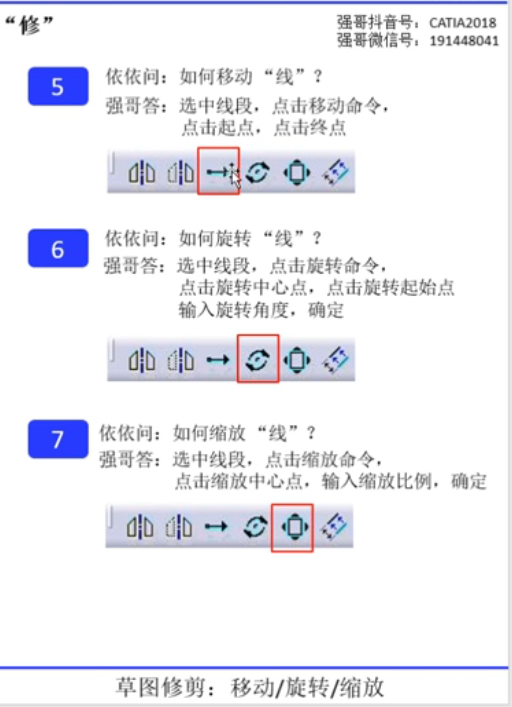 “修”
强哥抖音号：CATIA2018
强哥微信号：191448041
5
依依问：如何移动“线”？
强哥答：选中线段，点击移动命令，
点击起点，点击终点
6
依依问：如何旋转“线”？
强哥答：选中线段，点击旋转命令，
点击旋转中心点，点击旋转起始点
输入旋转角度，确定
7
依依问：如何缩放“线”？
强哥答：选中线段，点击缩放命令，
点击缩放中心点，输入缩放比例，确定
草图修剪：移动/旋转/缩放